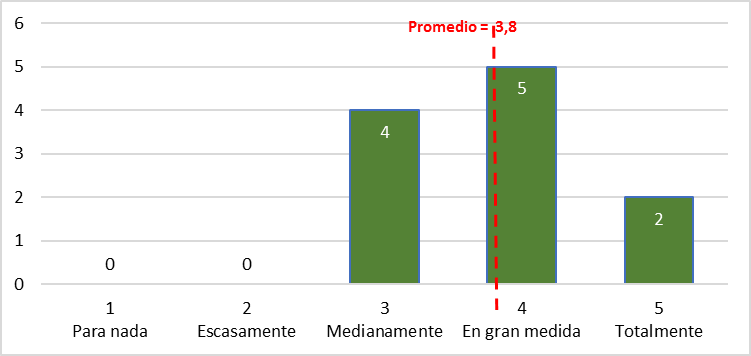 Promedio = 3,8
6
5
4
3
2
1
0
0
0
4
5
2
1
2
3
4
5
Para nada
Escasamente
Medianamente
En gran medida
Totalmente